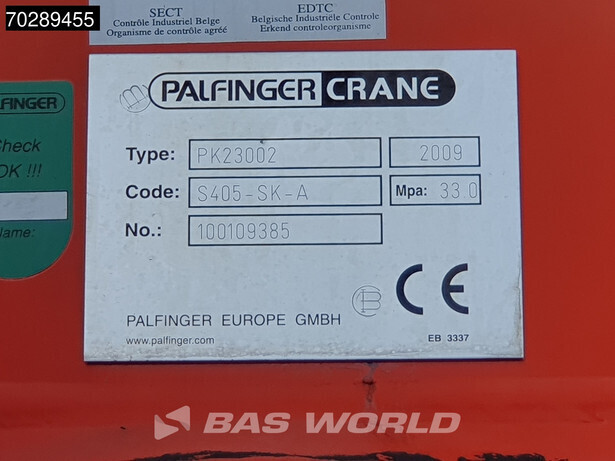 70289455
SECT
Contrôle Industriel Belge
Organisme de contrôle agréé
EDTC
Belgische Industriële Controle
Erkend controleorganisme
PALFINGER CRANE
Type: PK23002 2009
Code: S405-SK-A Mpa: 33.0
No.: 100109385
CE
PALFINGER EUROPE GMBH
www.palfinger.com
EB 3337
LFINGER
heck
OK !!!
Name:
BAS WORLD